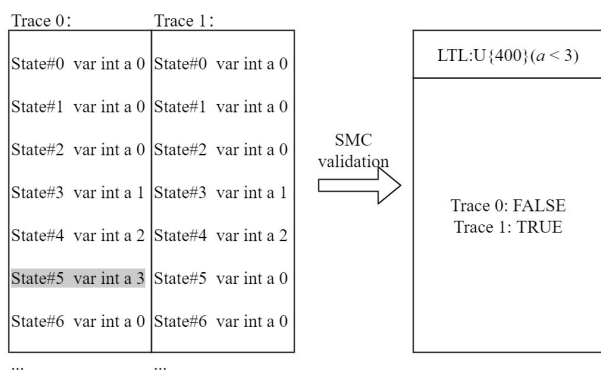 Trace 0:
State#0 var int a 0
State#1 var int a 0
State#2 var int a 0
State#3 var int a 1
State#4 var int a 2
State#5 var int a 3
State#6 var int a 0
...
Trace 1:
State#0 var int a 0
State#1 var int a 0
State#2 var int a 0
State#3 var int a 1
State#4 var int a 2
State#5 var int a 0
State#6 var int a 0
...
SMC
validation
LTL:U{400}(a < 3)
Trace 0: FALSE
Trace 1: TRUE